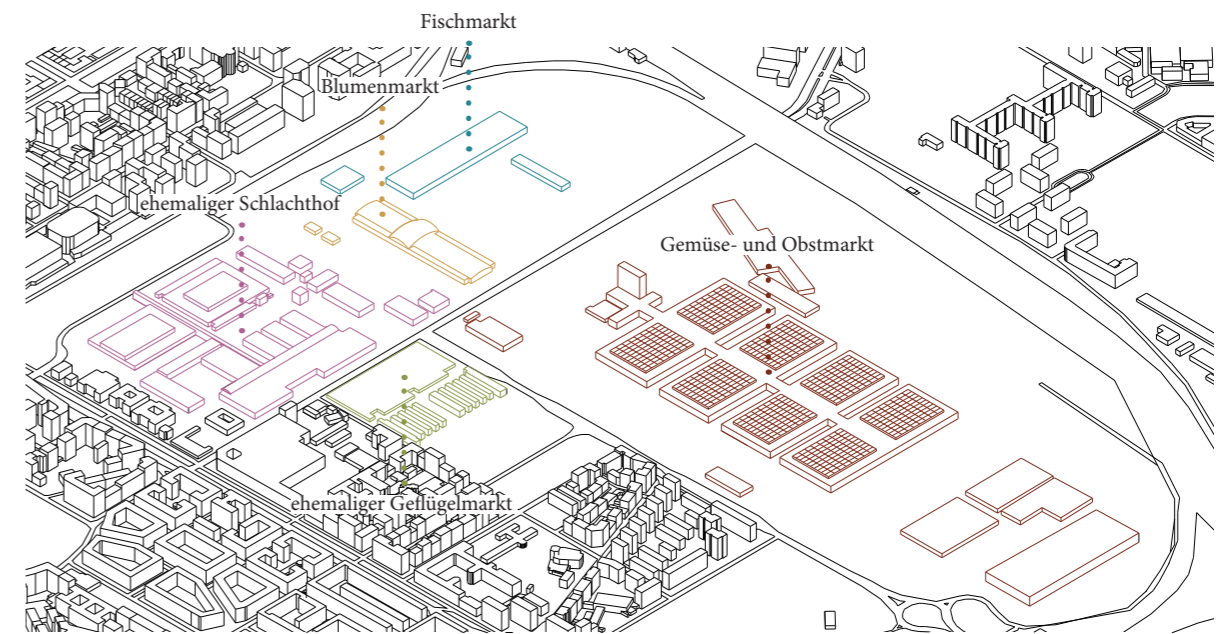 Fischmarkt
Blumenmarkt
ehemaliger Schlachthof
Gemüse- und Obstmarkt
ehemaliger Geflügelmarkt